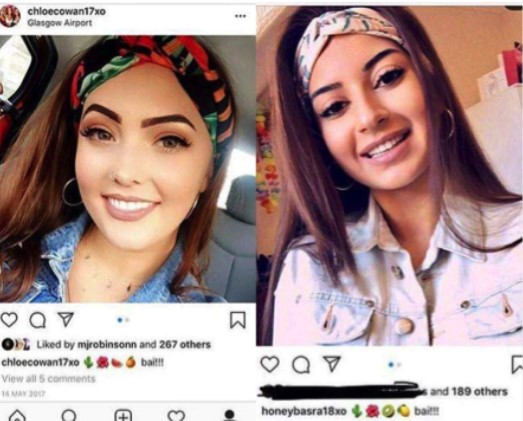 chloecowan17xo
Glasgow Airport
Liked by mjrobinsonn and 267 others
chloecowan17xo 🌵🌺🍉🍐 bai!!!
View all 5 comments
14 MAY 2017
s and 189 others
honeybasra18xo 🌵🌺🥝🍋 bai!!!